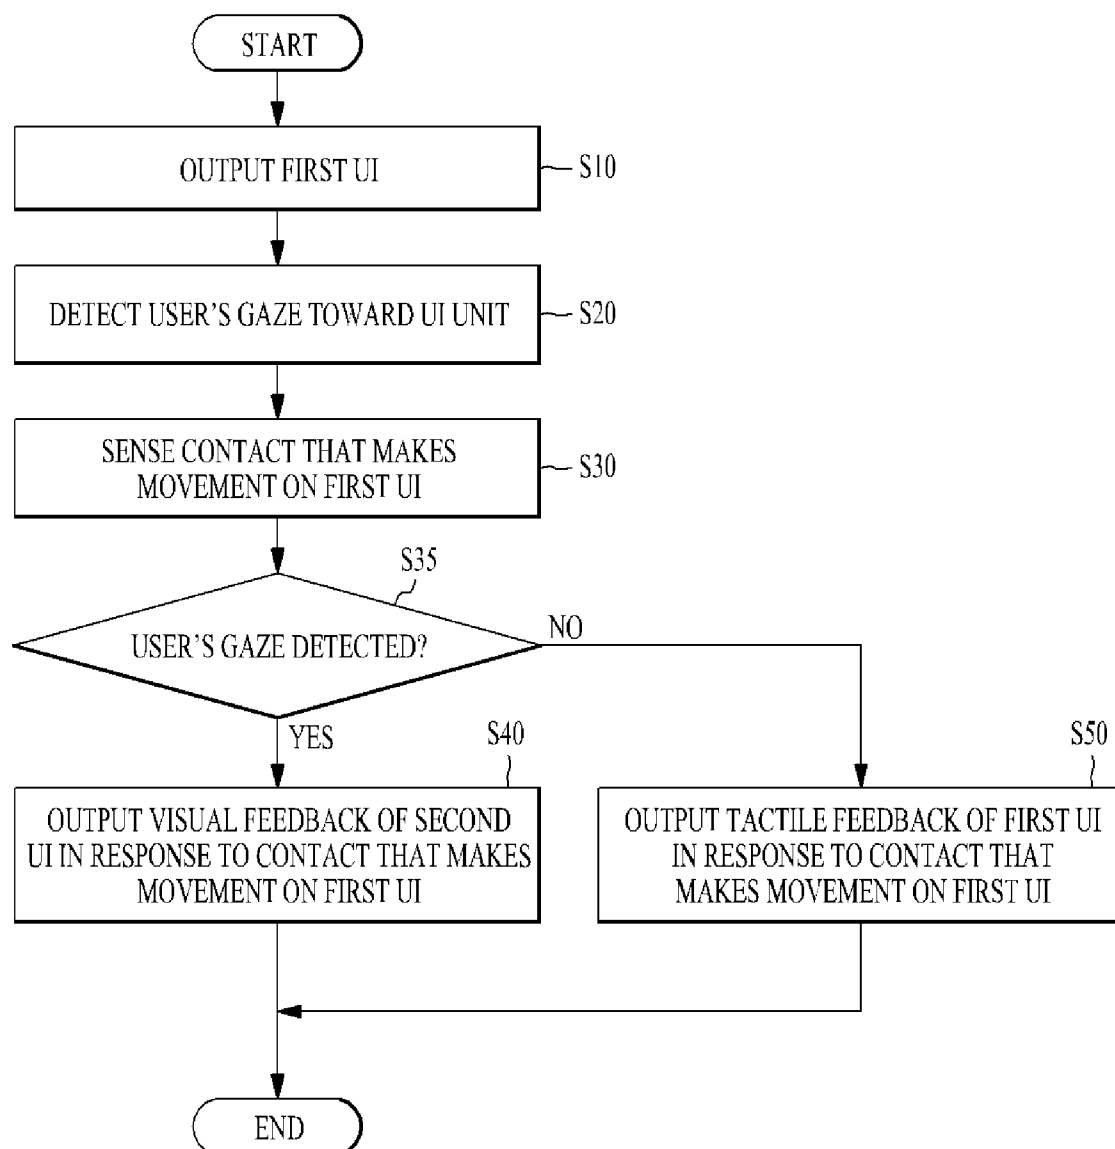 START
OUTPUT FIRST UI
S10
DETECT USER'S GAZE TOWARD UI UNIT
S20
SENSE CONTACT THAT MAKES
MOVEMENT ON FIRST UI
S30
S35
USER'S GAZE DETECTED?
NO
YES
S40
OUTPUT VISUAL FEEDBACK OF SECOND
UI IN RESPONSE TO CONTACT THAT MAKES
MOVEMENT ON FIRST UI
S50
OUTPUT TACTILE FEEDBACK OF FIRST UI
IN RESPONSE TO CONTACT THAT
MAKES MOVEMENT ON FIRST UI
END